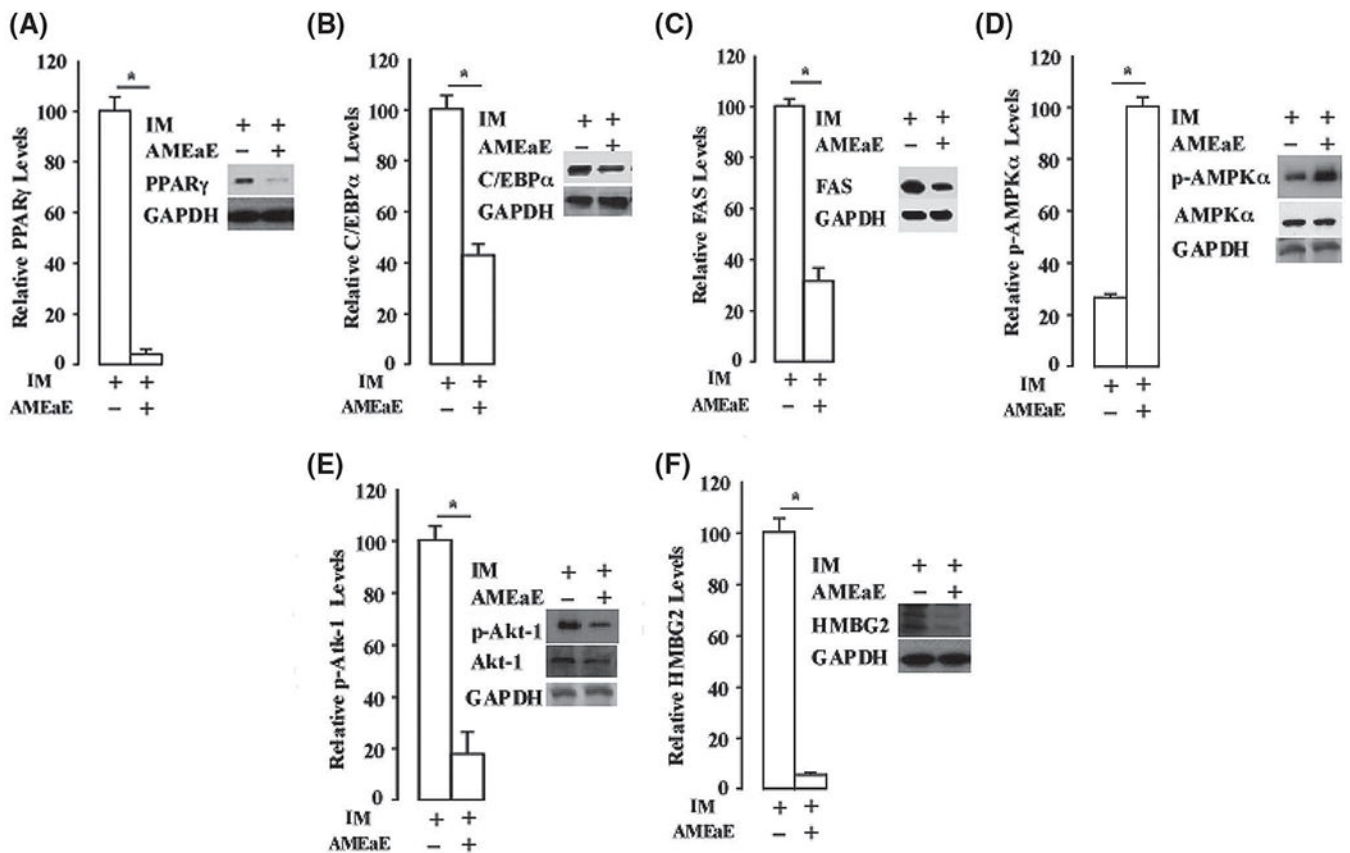 (A)
120
100
80
60
40
20
0
Relative PPARγ Levels
*
IM + +
AMEaE − +
PPARγ
GAPDH
IM + +
AMEaE − +
(B)
120
100
80
60
40
20
0
Relative C/EBPα Levels
*
IM + +
AMEaE − +
C/EBPα
GAPDH
IM + +
AMEaE − +
(C)
120
100
80
60
40
20
0
Relative FAS Levels
*
IM + +
AMEaE − +
FAS
GAPDH
IM + +
AMEaE − +
(D)
120
100
80
60
40
20
0
Relative p-AMPKα Levels
*
IM + +
AMEaE − +
p-AMPKα
AMPKα
GAPDH
IM + +
AMEaE − +
(E)
120
100
80
60
40
20
0
Relative p-Atk-1 Levels
*
IM + +
AMEaE − +
p-Akt-1
Akt-1
GAPDH
IM + +
AMEaE − +
(F)
120
100
80
60
40
20
0
Relative HMBG2 Levels
*
IM + +
AMEaE − +
HMBG2
GAPDH
IM + +
AMEaE − +